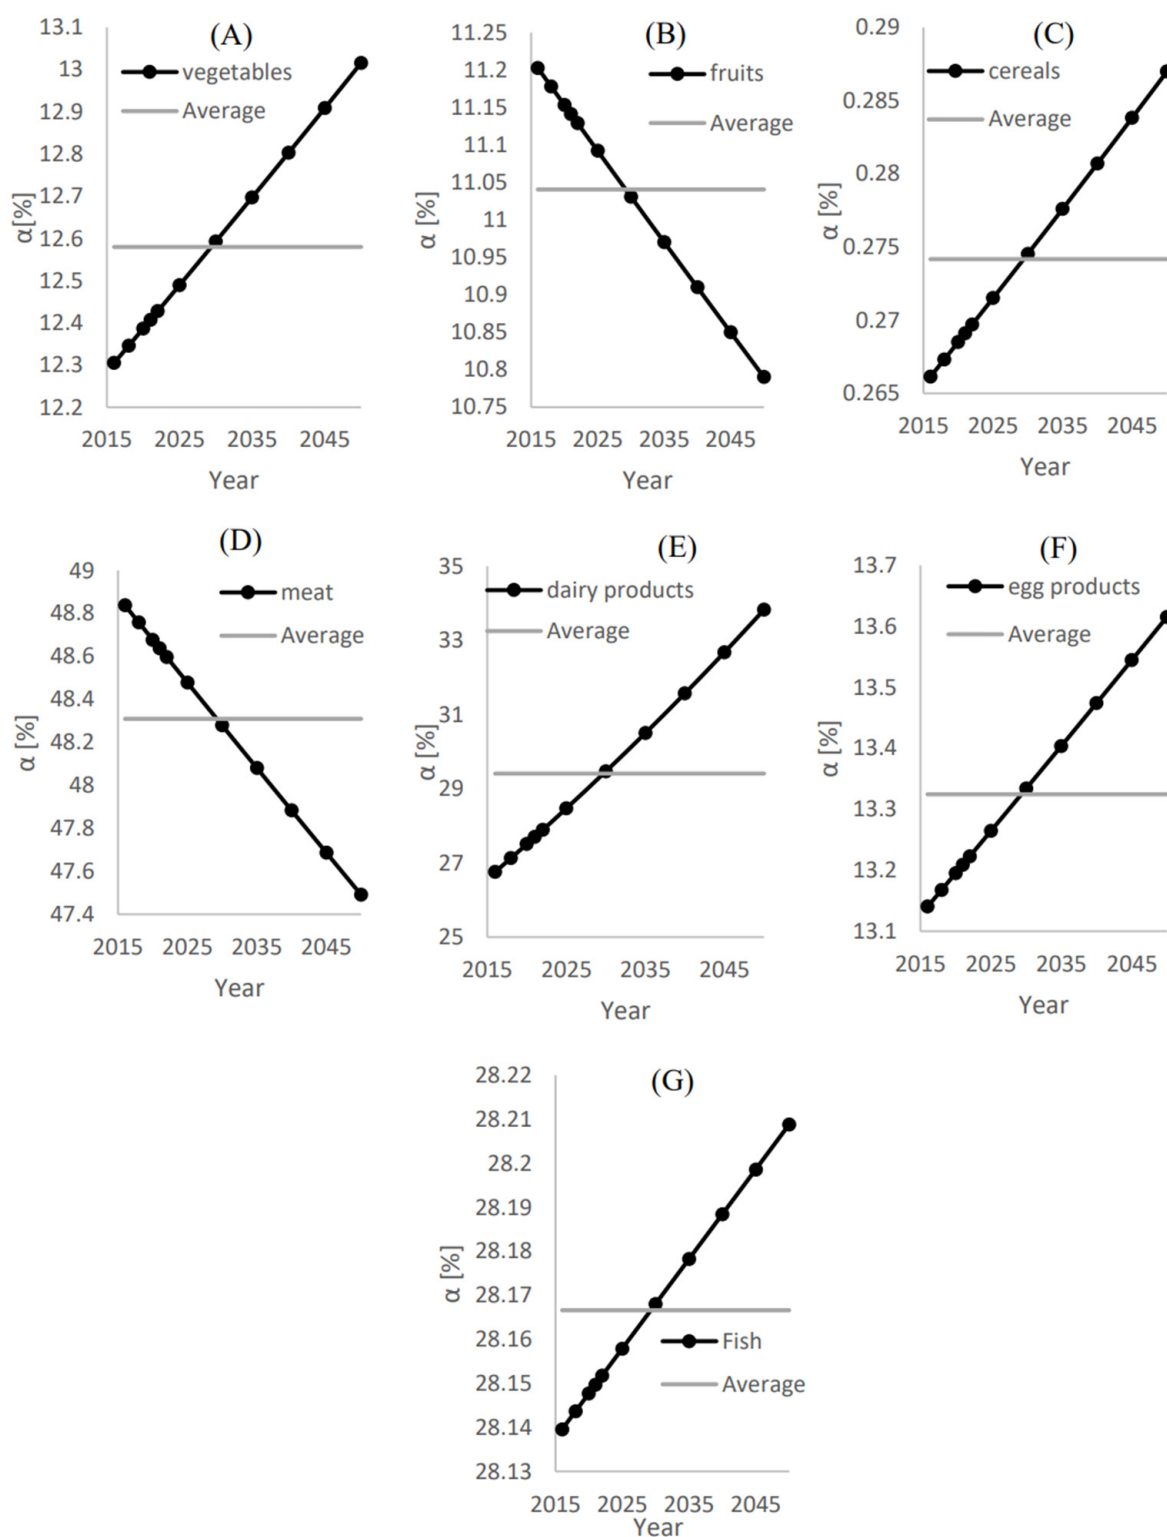 (A)
13.1
13
12.9
12.8
12.7
12.6
12.5
12.4
12.3
12.2
α[%]
vegetables
Average
2015 2025 2035 2045
Year
(B)
11.25
11.2
11.15
11.1
11.05
11
10.95
10.9
10.85
10.8
10.75
α [%]
fruits
Average
2015 2025 2035 2045
Year
(C)
0.29
0.285
0.28
0.275
0.27
0.265
α [%]
cereals
Average
2015 2025 2035 2045
Year
(D)
49
48.8
48.6
48.4
48.2
48
47.8
47.6
47.4
α [%]
meat
Average
2015 2025 2035 2045
Year
(E)
35
33
31
29
27
25
α [%]
dairy products
Average
2015 2025 2035 2045
Year
(F)
13.7
13.6
13.5
13.4
13.3
13.2
13.1
α [%]
egg products
Average
2015 2025 2035 2045
Year
(G)
28.22
28.21
28.2
28.19
28.18
28.17
28.16
28.15
28.14
28.13
α [%]
Fish
Average
2015 2025 2035 2045
Year